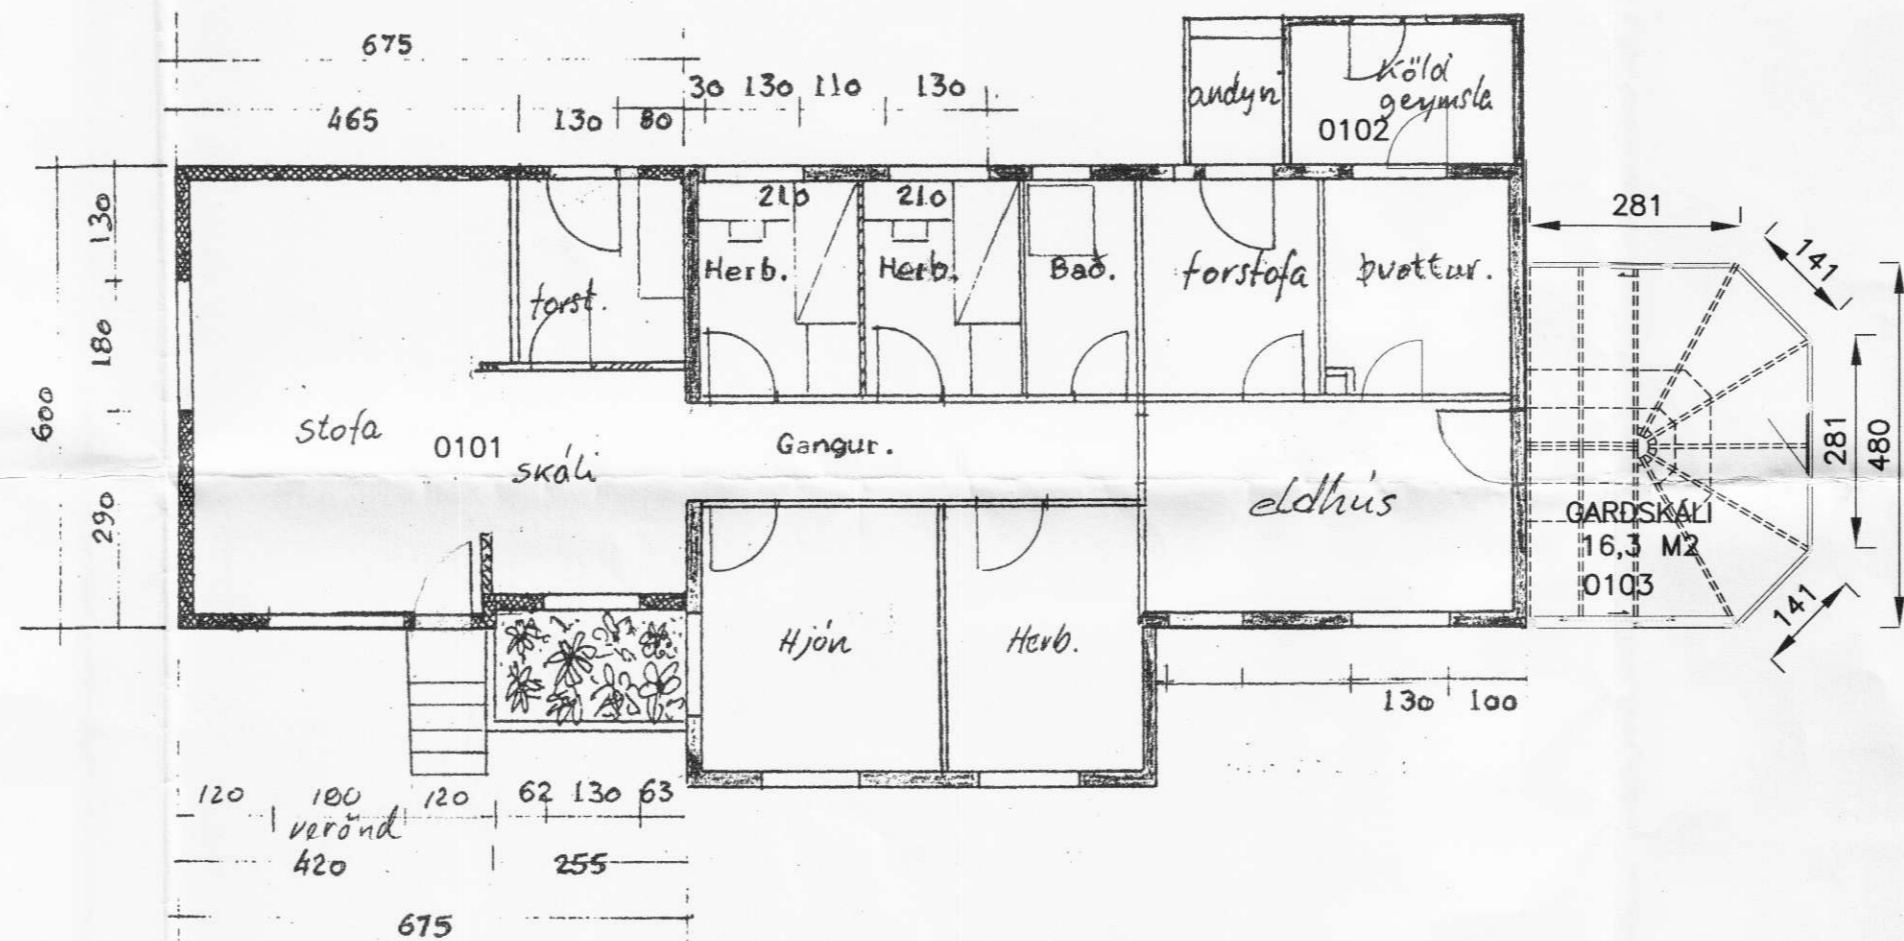 675
465 130 80
30 130 110 130
andyri
Köld
geymsla
0102
600
130
180
290
210
210
Herb.
Herb.
Bað.
forstofa
þvottur.
forst.
281
141
281
480
141
Stofa
0101
skáli
Gangur.
eldhús
GARÐSKÁLI
16,3 M2
0103
Hjón
Herb.
130 100
120 180 120 62 130 63
verönd
420 255
675